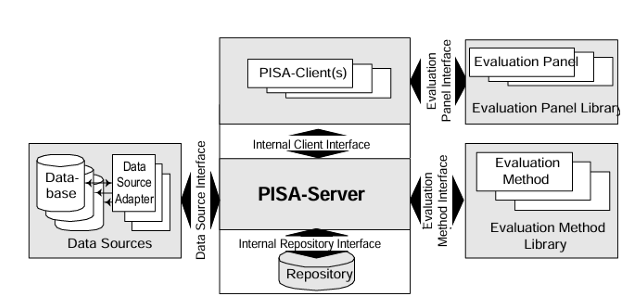 PISA-Client(s)
Evaluation
Panel Interface
Evaluation Panel
Evaluation Panel Library
Internal Client Interface
Data-
base
Data
Source
Adapter
Data Sources
Data Source Interface
PISA-Server
Evaluation
Method Interface
Evaluation
Method
Evaluation Method
Library
Internal Repository Interface
Repository